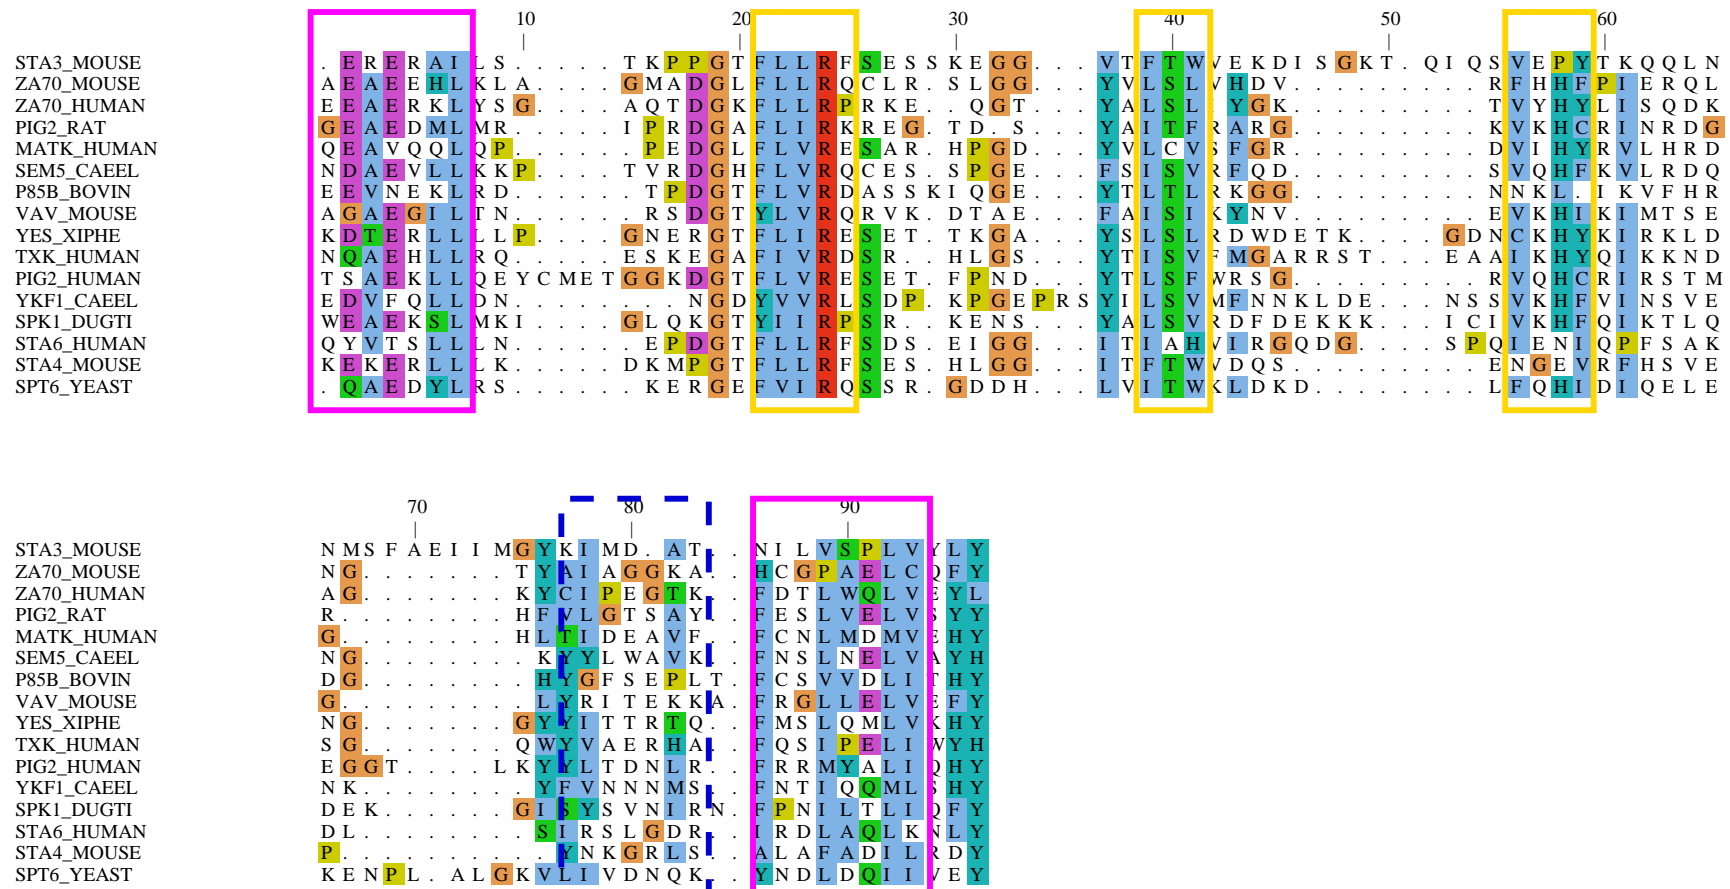 10 20 30 40 50 60
STA3_MOUSE . E R E R A I L S . . . . . T K P P G T F L L R F S E S S K E G G . . . V T F T W V E K D I S G K T . Q I Q S V E P Y T K Q Q L N
ZA70_MOUSE A E A E E H L K L A . . . . G M A D G L F L L R Q C L R . S L G G . . . Y V L S L V H D V . . . . . . . . . R F H H F P I E R Q L
ZA70_HUMAN E E A E R K L Y S G . . . . A Q T D G K F L L R P R K E . . Q G T . . . Y A L S L I Y G K . . . . . . . . . T V Y H Y L I S Q D K
PIG2_RAT G E A E D M L M R . . . . . I P R D G A F L I R K R E G . T D . S . . . Y A I T F R A R G . . . . . . . . . K V K H C R I N R D G
MATK_HUMAN Q E A V Q Q L Q P . . . . . . P E D G L F L V R E S A R . H P G D . . . Y V L C V S F G R . . . . . . . . . D V I H Y R V L H R D
SEM5_CAEEL N D A E V L L K K P . . . . T V R D G H F L V R Q C E S . S P G E . . . F S I S V R F Q D . . . . . . . . . S V Q H F K V L R D Q
P85B_BOVIN E E V N E K L R D . . . . . . T P D G T F L V R D A S S K I Q G E . . . Y T L T L R K G G . . . . . . . . . N N K L . I K V F H R
VAV_MOUSE A G A E G I L T N . . . . . . R S D G T Y L V R Q R V K . D T A E . . . F A I S I K Y N V . . . . . . . . . E V K H I K I M T S E
YES_XIPHE K D T E R L L L L P . . . . G N E R G T F L I R E S E T . T K G A . . . Y S L S L R D W D E T K . . . . G D N C K H Y K I R K L D
TXK_HUMAN N Q A E H L L R Q . . . . . E S K E G A F I V R D S R . . H L G S . . . Y T I S V F M G A R R S T . . . E A A I K H Y Q I K K N D
PIG2_HUMAN T S A E K L L Q E Y C M E T G G K D G T F L V R E S E T . F P N D . . . Y T L S F W R S G . . . . . . . . . R V Q H C R I R S T M
YKF1_CAEEL E D V F Q L L D N . . . . . . . . N G D Y V V R L S D P . K P G E P R S Y I L S V M F N N K L D E . . . N S S V K H F V I N S V E
SPK1_DUGTI W E A E K S L M K I . . . . G L Q K G T Y I I R P S R . . K E N S . . . Y A L S V R D F D E K K K . . . I C I V K H F Q I K T L Q
STA6_HUMAN Q Y V T S L L L N . . . . . . E P D G T F L L R F S D S . E I G G . . . I T I A H V I R G Q D G . . . . S P Q I E N I Q P F S A K
STA4_MOUSE K E K E R L L L K . . . . . D K M P G T F L L R F S E S . H L G G . . . I T F T W V D Q S . . . . . . . . . E N G E V R F H S V E
SPT6_YEAST . Q A E D Y L R S . . . . . . K E R G E F V I R Q S S R . G D D H . . . L V I T W K L D K D . . . . . . . . L F Q H I D I Q E L E
70 80 90
STA3_MOUSE N M S F A E I I M G Y K I M D . A T . . N I L V S P L V Y L Y
ZA70_MOUSE N G . . . . . . . T Y A I A G G K A . . H C G P A E L C Q F Y
ZA70_HUMAN A G . . . . . . . K Y C I P E G T K . . F D T L W Q L V E Y L
PIG2_RAT R . . . . . . . . H F V L G T S A Y . . F E S L V E L V S Y Y
MATK_HUMAN G . . . . . . . . H L T I D E A V F . . F C N L M D M V E H Y
SEM5_CAEEL N G . . . . . . . . K Y Y L W A V K . . F N S L N E L V A Y H
P85B_BOVIN D G . . . . . . . . H Y G F S E P L T . F C S V V D L I T H Y
VAV_MOUSE G . . . . . . . . . L Y R I T E K K A . F R G L L E L V E F Y
YES_XIPHE N G . . . . . . . G Y Y I T T R T Q . . F M S L Q M L V K H Y
TXK_HUMAN S G . . . . . . . Q W Y V A E R H A . . F Q S I P E L I W Y H
PIG2_HUMAN E G G T . . . . L K Y Y L T D N L R . . F R R M Y A L I Q H Y
YKF1_CAEEL N K . . . . . . . . Y F V N N N M S . . F N T I Q Q M L S H Y
SPK1_DUGTI D E K . . . . . . G I S Y S V N I R N . F P N I L T L I Q F Y
STA6_HUMAN D L . . . . . . . . S I R S L G D R . . I R D L A Q L K N L Y
STA4_MOUSE P . . . . . . . . . . Y N K G R L S . . A L A F A D I L R D Y
SPT6_YEAST K E N P L . A L G K V L I V D N Q K . . Y N D L D Q I I V E Y